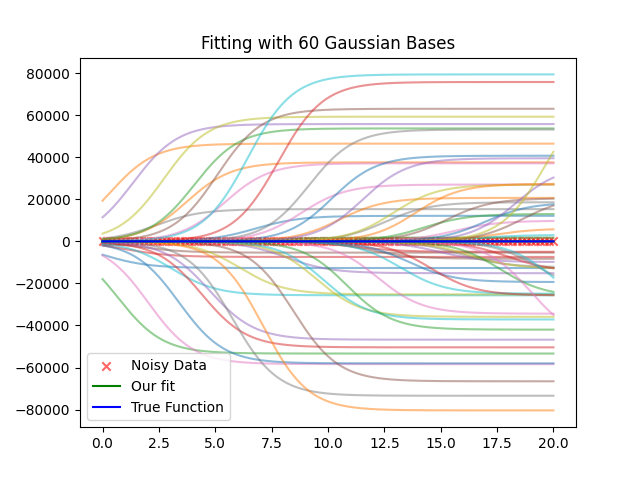 Fitting with 60 Gaussian Bases
80000
60000
40000
20000
0
−20000
−40000
−60000
−80000
Noisy Data
Our fit
True Function
0.0 2.5 5.0 7.5 10.0 12.5 15.0 17.5 20.0